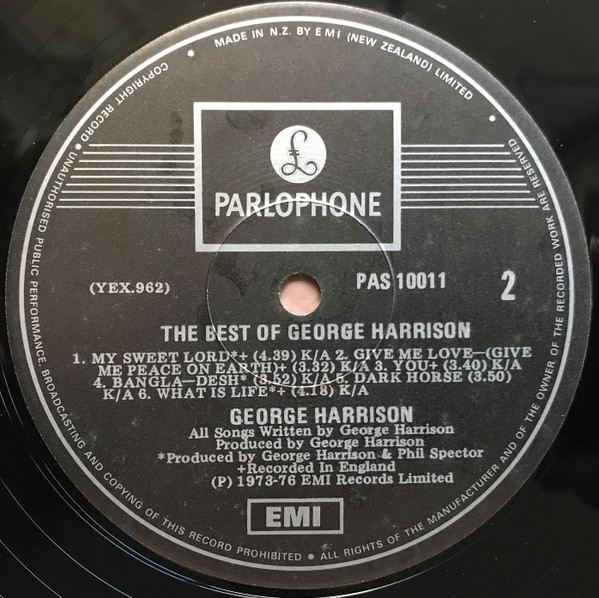 MADE IN N.Z. BY EMI (NEW ZEALAND) LIMITED
COPYRIGHT RECORD • UNAUTHORISED PUBLIC PERFORMANCE, BROADCASTING AND COPYING OF THIS RECORD PROHIBITED • ALL RIGHTS OF THE MANUFACTURER AND OF THE OWNER OF THE RECORDED WORK ARE RESERVED
£
PARLOPHONE
(YEX.962)
PAS 10011
2
THE BEST OF GEORGE HARRISON
1. MY SWEET LORD*+ (4.39) K/A 2. GIVE ME LOVE—(GIVE
ME PEACE ON EARTH)+ (3.32) K/A 3. YOU+ (3.40) K/A
4. BANGLA—DESH* (3.52) K/A 5. DARK HORSE (3.50)
K/A 6. WHAT IS LIFE*+ (4.18) K/A
GEORGE HARRISON
All Songs Written by George Harrison
Produced by George Harrison
*Produced by George Harrison & Phil Spector
+Recorded In England
(P) 1973-76 EMI Records Limited
EMI